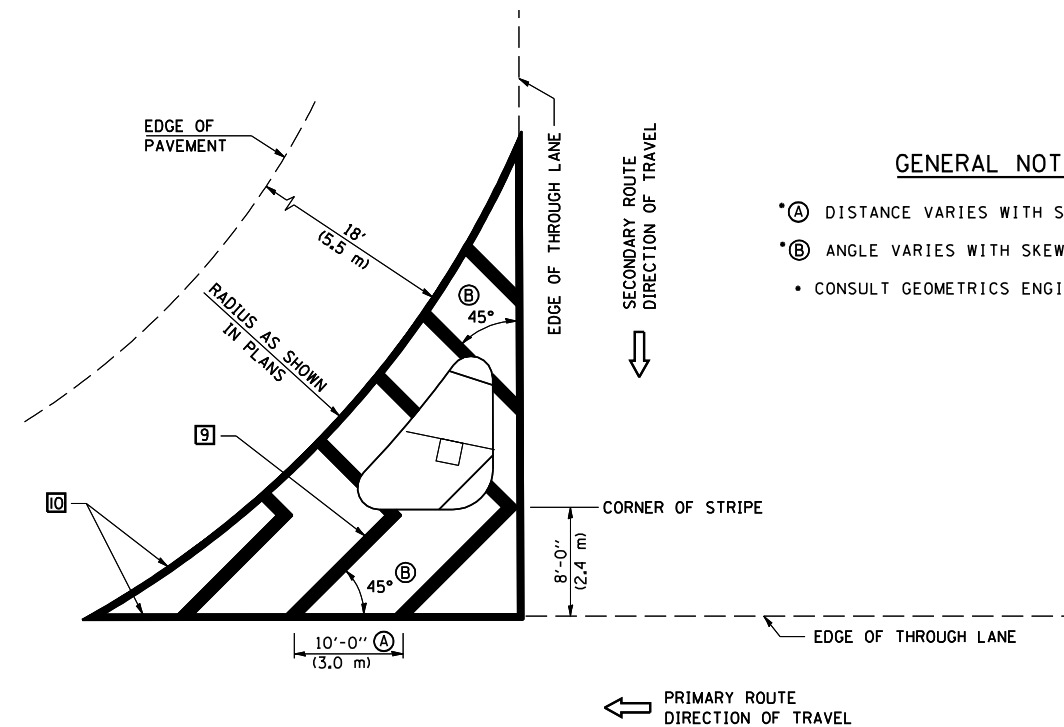 EDGE OF
PAVEMENT
18'
(5.5 m)
RADIUS AS SHOWN
IN PLANS
EDGE OF THROUGH LANE
SECONDARY ROUTE
DIRECTION OF TRAVEL
GENERAL NOT
*Ⓐ DISTANCE VARIES WITH S
*Ⓑ ANGLE VARIES WITH SKEW
• CONSULT GEOMETRICS ENGI
Ⓑ
45°
9
10
CORNER OF STRIPE
8'-0"
(2.4 m)
45° Ⓑ
10'-0" Ⓐ
(3.0 m)
EDGE OF THROUGH LANE
PRIMARY ROUTE
DIRECTION OF TRAVEL